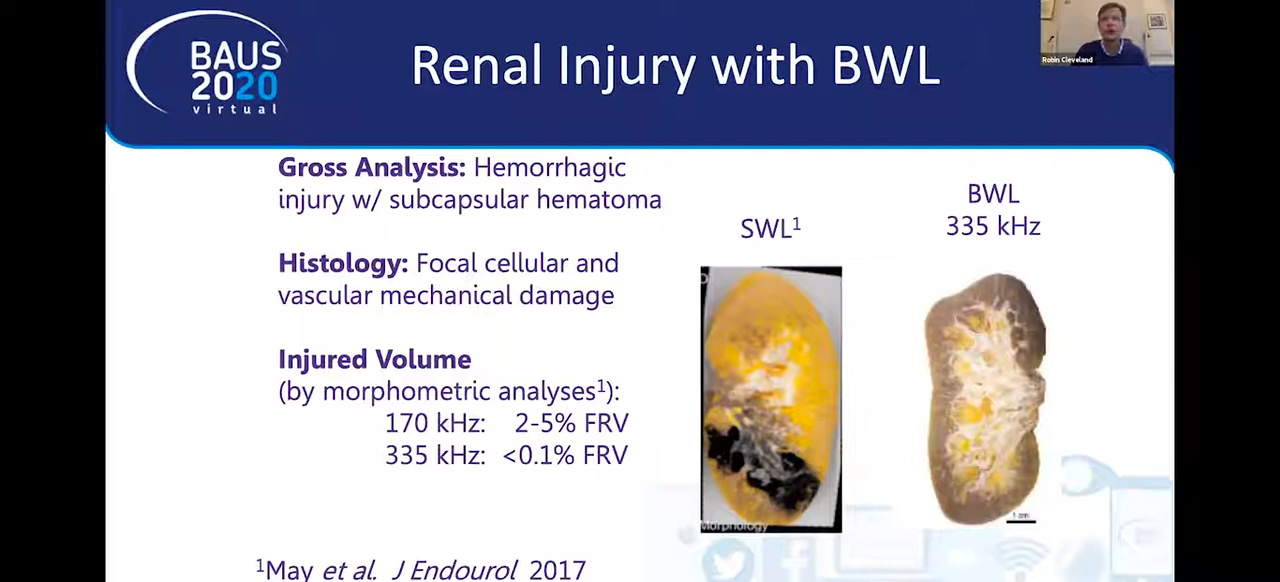 BAUS
2020
virtual
Renal Injury with BWL
Robin Cleveland
Gross Analysis: Hemorrhagic
injury w/ subcapsular hematoma
Histology: Focal cellular and
vascular mechanical damage
Injured Volume
(by morphometric analyses¹):
170 kHz: 2-5% FRV
335 kHz: <0.1% FRV
SWL¹
BWL
335 kHz
Morphology
1 cm
¹May et al. J Endourol 2017